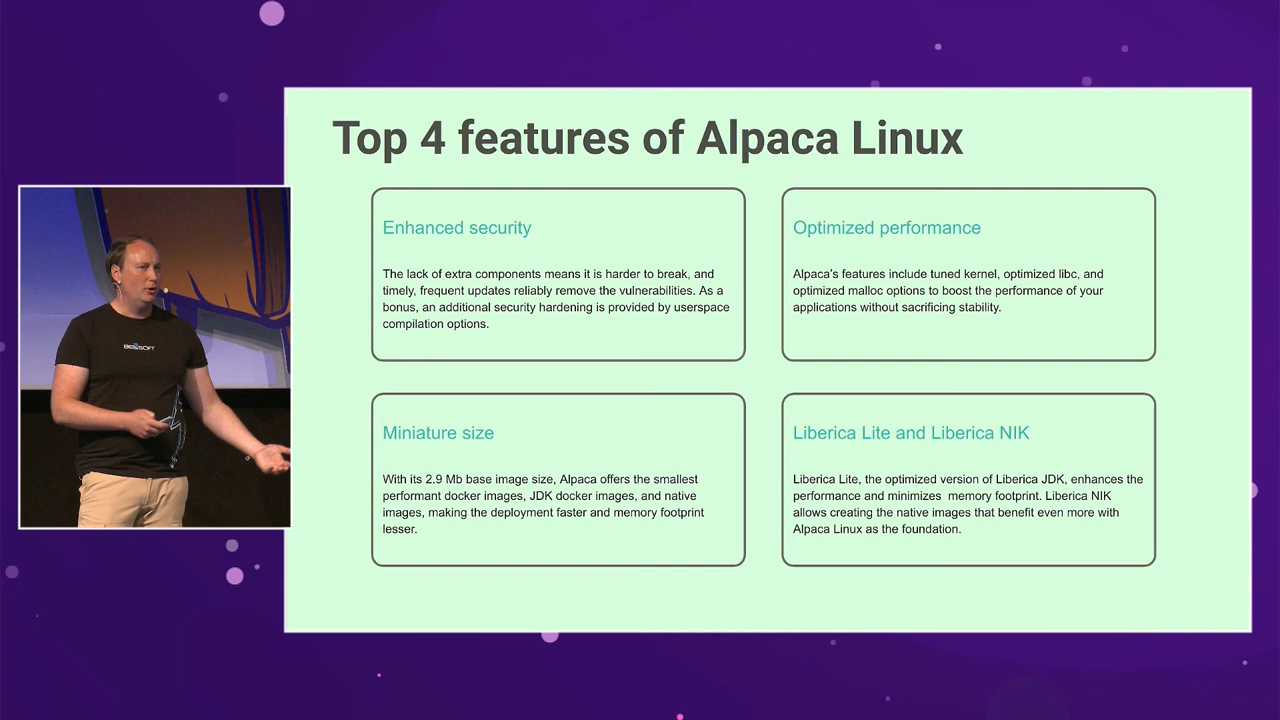 Top 4 features of Alpaca Linux
Enhanced security
The lack of extra components means it is harder to break, and
timely, frequent updates reliably remove the vulnerabilities. As a
bonus, an additional security hardening is provided by userspace
compilation options.
Optimized performance
Alpaca's features include tuned kernel, optimized libc, and
optimized malloc options to boost the performance of your
applications without sacrificing stability.
Miniature size
With its 2.9 Mb base image size, Alpaca offers the smallest
performant docker images, JDK docker images, and native
images, making the deployment faster and memory footprint
lesser.
Liberica Lite and Liberica NIK
Liberica Lite, the optimized version of Liberica JDK, enhances the
performance and minimizes  memory footprint. Liberica NIK
allows creating the native images that benefit even more with
Alpaca Linux as the foundation.